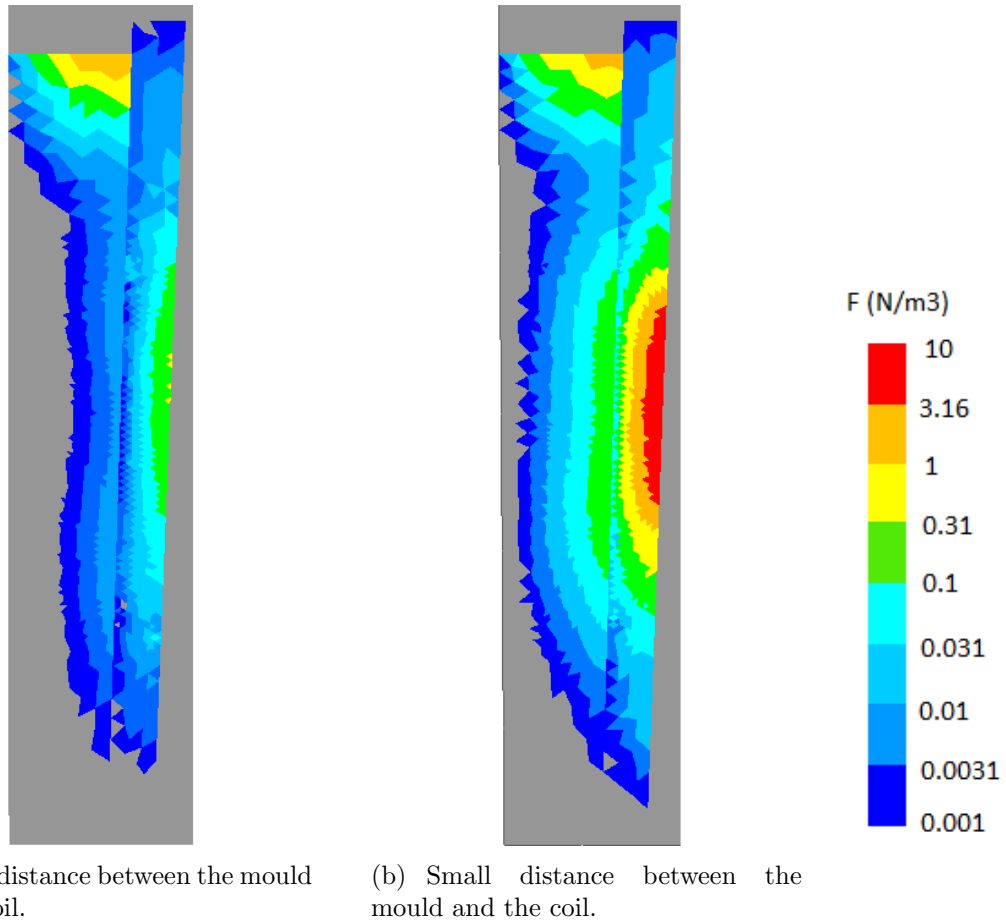 F (N/m3)
10
3.16
1
0.31
0.1
0.031
0.01
0.0031
0.001
distance between the mould
(b) Small distance between the
mould and the coil.